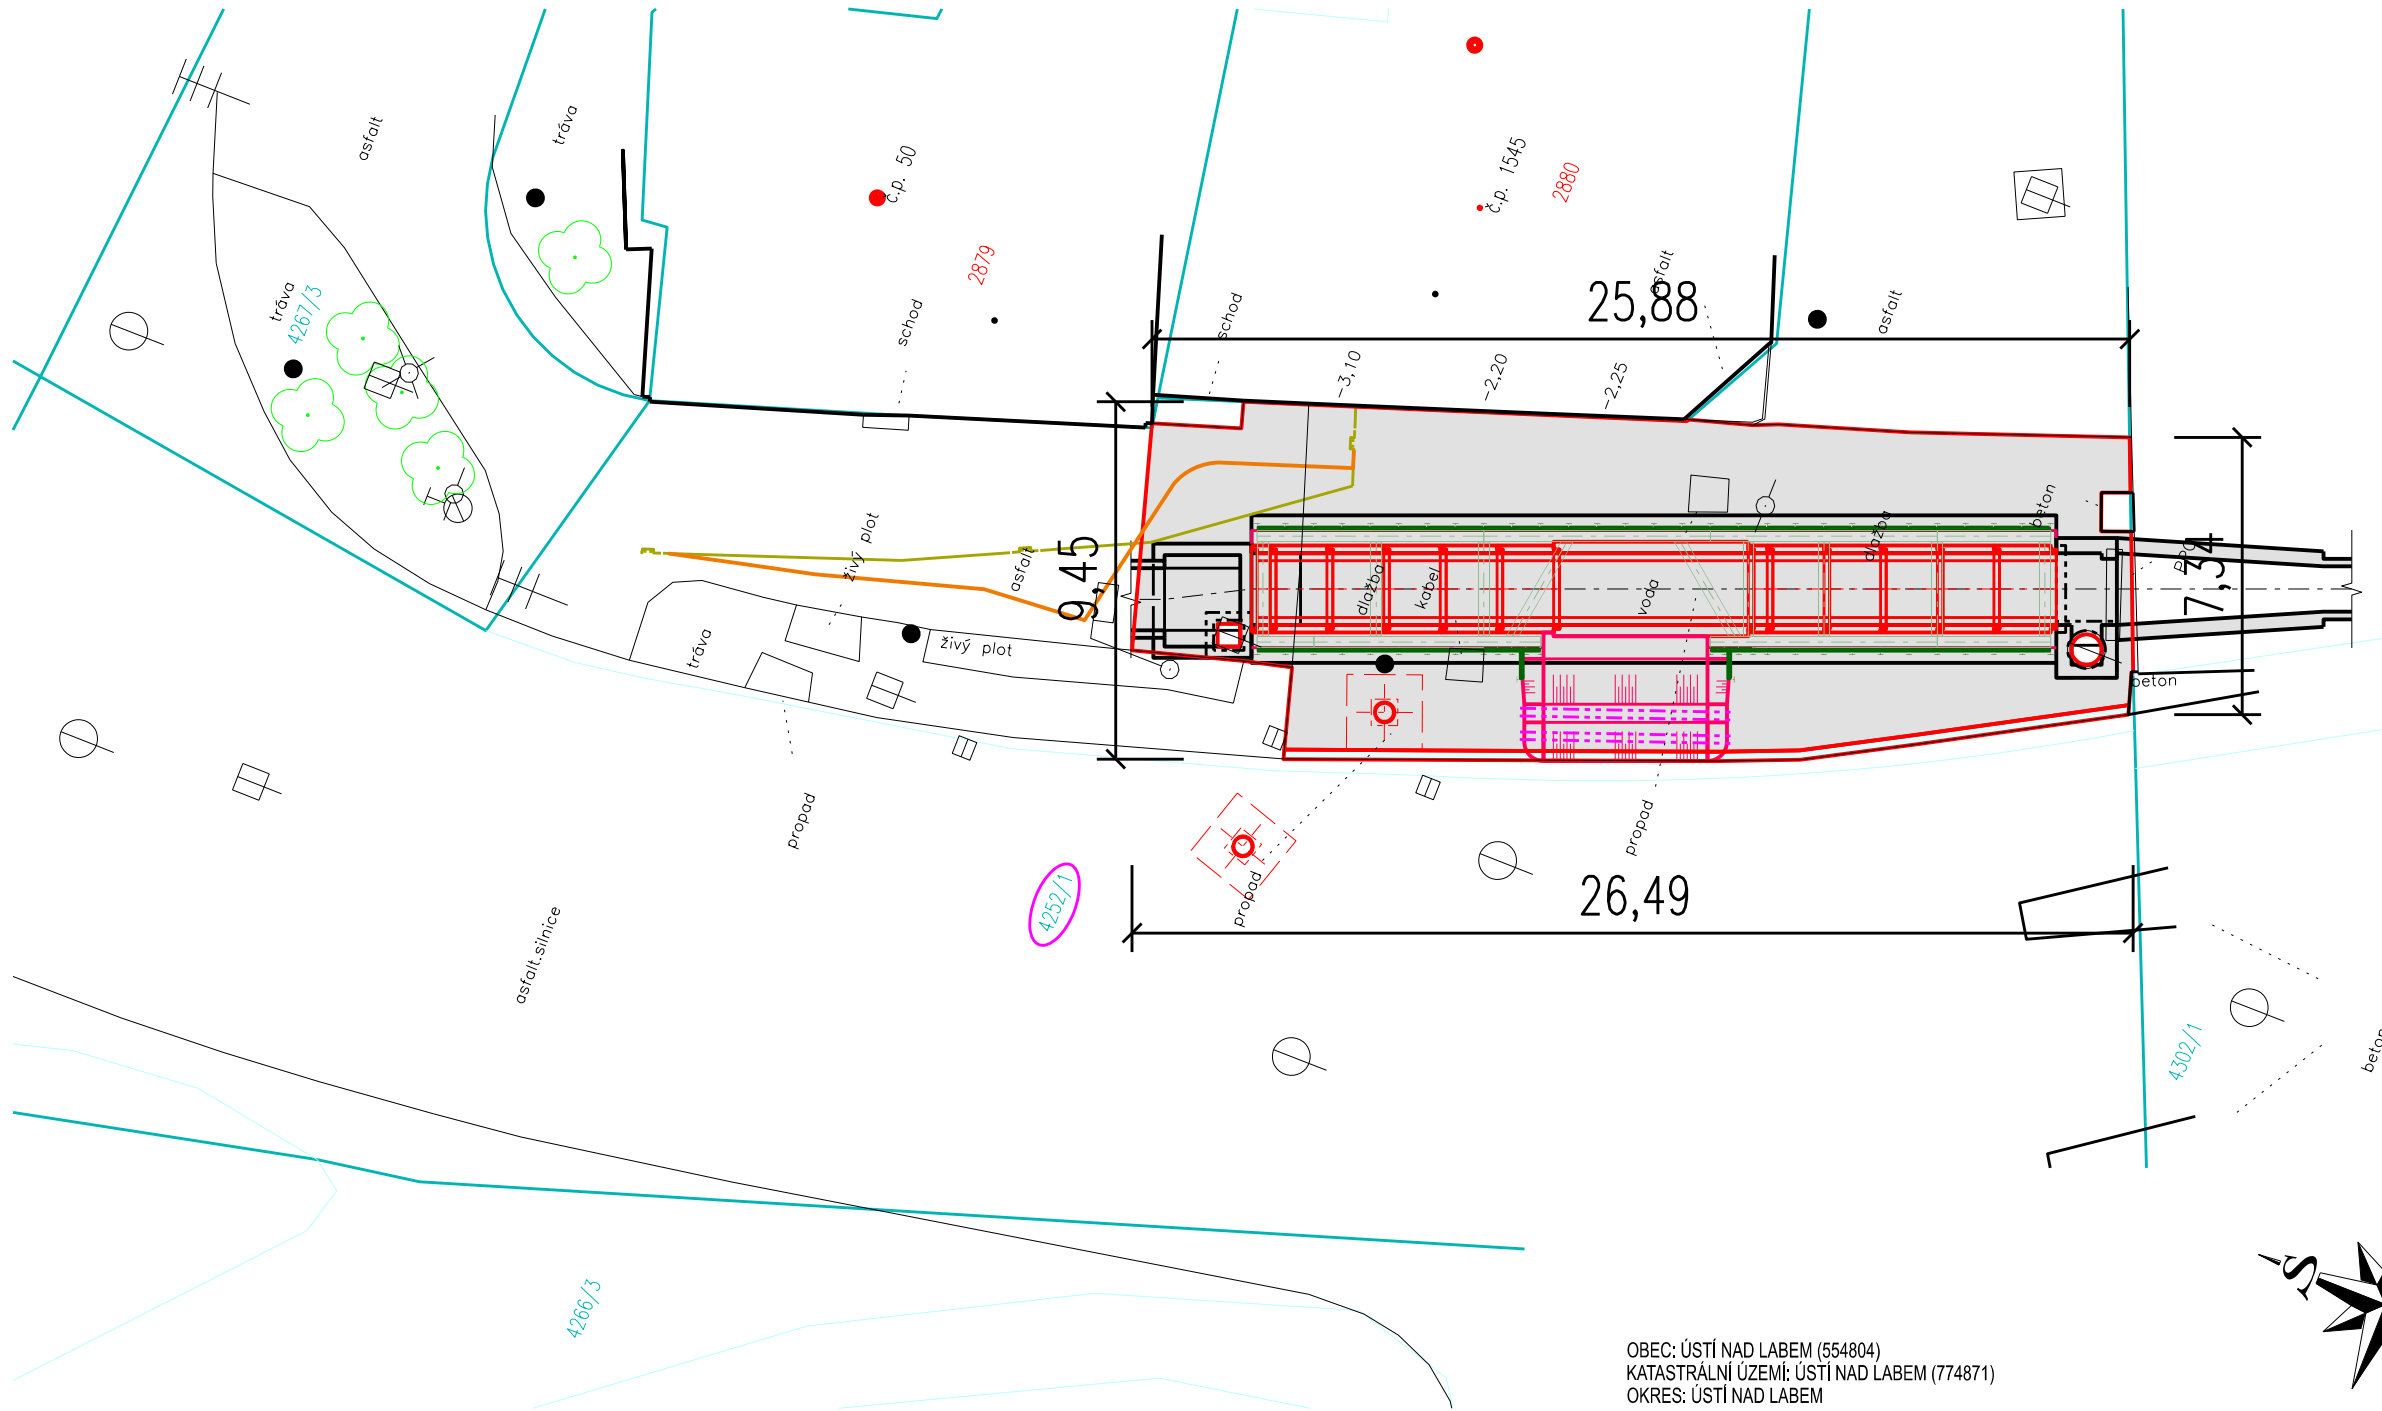 asfalt
tráva
č.p. 50
č.p. 1545
2880
2879
tráva
4267/3
schod
schod
asfalt
asfalt
25,88
-3,10
-2,20
-2,25
živý plot
asfalt
9,45
beton
dlažba
dlažba
kabel
voda
PPO
7,34
tráva
živý plot
beton
propad
propad
propad
4252/1
26,49
asfalt.silnice
4302/1
beton
4266/3
S
OBEC: ÚSTÍ NAD LABEM (554804)
KATASTRÁLNÍ ÚZEMÍ: ÚSTÍ NAD LABEM (774871)
OKRES: ÚSTÍ NAD LABEM